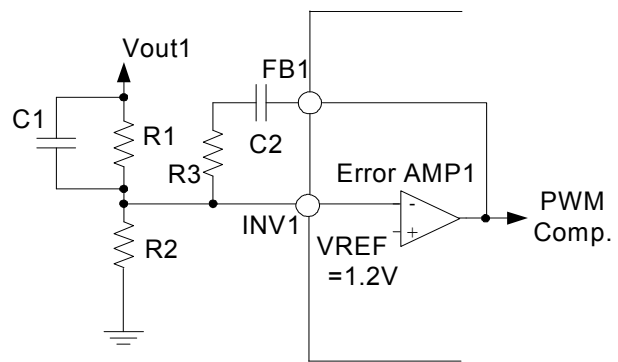 Vout1
FB1
C1
R1
C2
R3
Error AMP1
-
PWM
Comp.
INV1
+
VREF
=1.2V
R2